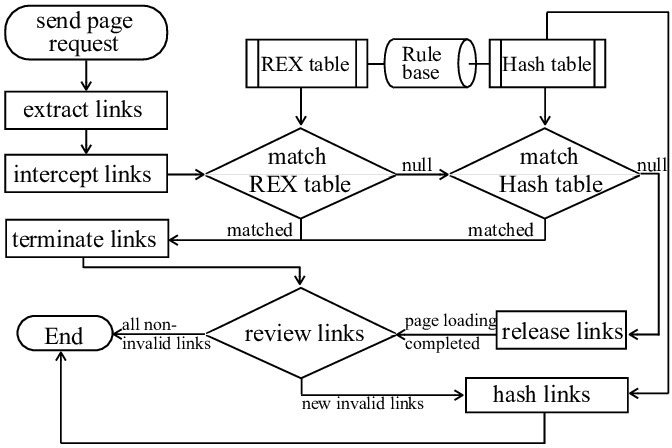 send page
request
REX table
Rule
base
Hash table
extract links
match
REX table
null
match
Hash table
null
intercept links
matched
matched
terminate links
End
all non-
invalid links
review links
page loading
completed
release links
new invalid links
hash links